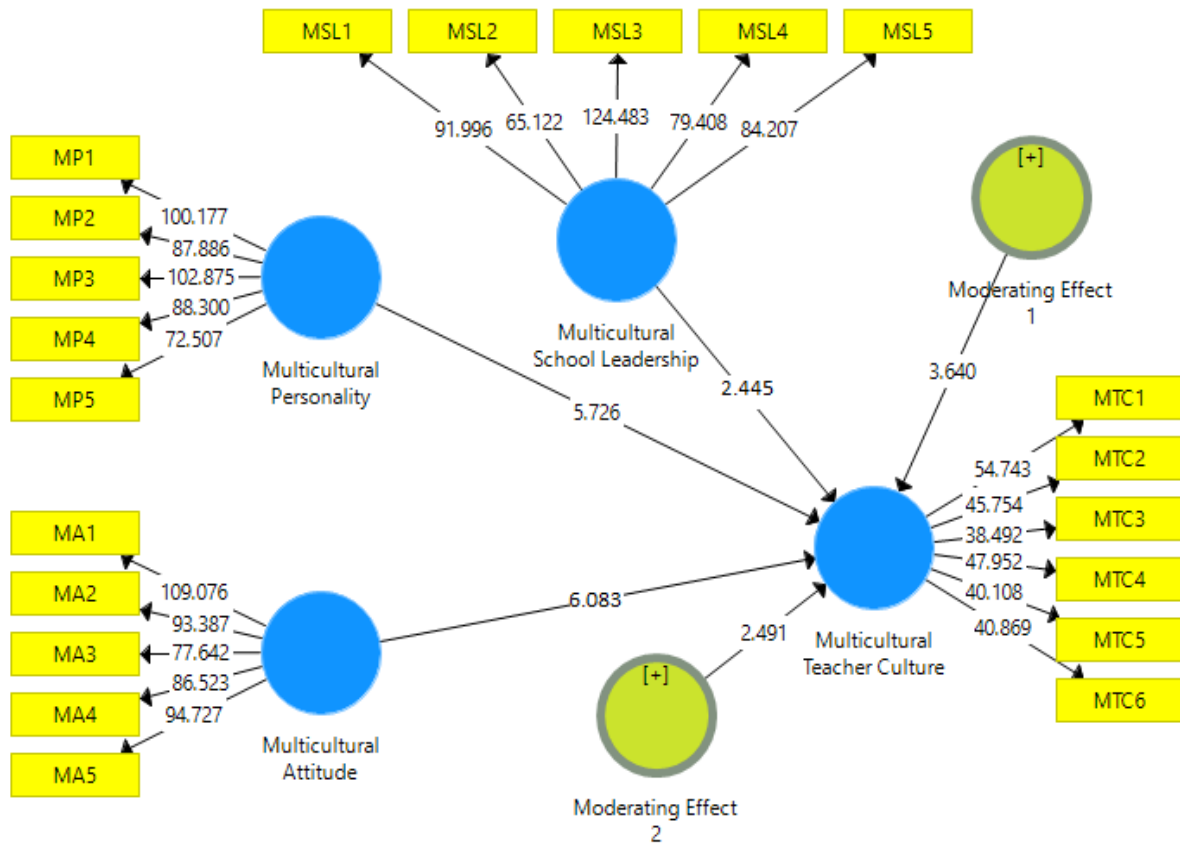 MSL1
MSL2
MSL3
MSL4
MSL5
91.996
65.122
124.483
79.408
84.207
MP1
MP2
MP3
MP4
MP5
100.177
87.886
102.875
88.300
72.507
Multicultural
Personality
Multicultural
School Leadership
[+]
Moderating Effect
1
5.726
2.445
3.640
MA1
MA2
MA3
MA4
MA5
109.076
93.387
77.642
86.523
94.727
Multicultural
Attitude
6.083
[+]
Moderating Effect
2
2.491
Multicultural
Teacher Culture
54.743
45.754
38.492
47.952
40.108
40.869
MTC1
MTC2
MTC3
MTC4
MTC5
MTC6